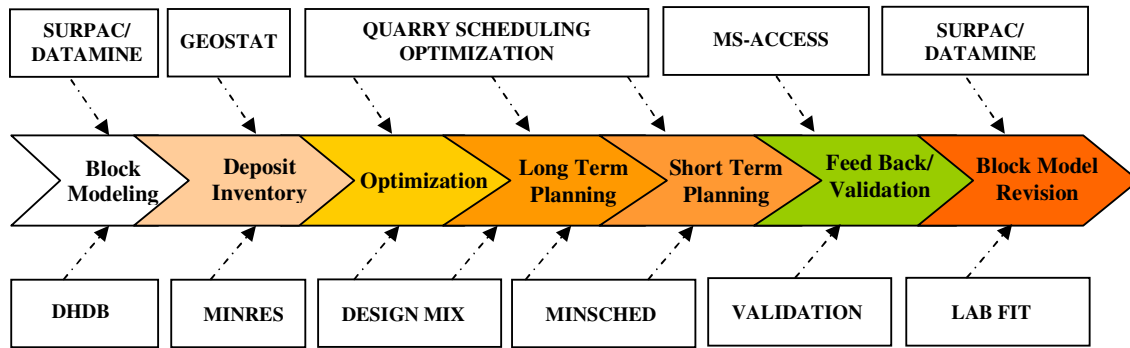 SURPAC/
DATAMINE
GEOSTAT
QUARRY SCHEDULING
OPTIMIZATION
MS-ACCESS
SURPAC/
DATAMINE
Block
Modeling
Deposit
Inventory
Optimization
Long Term
Planning
Short Term
Planning
Feed Back/
Validation
Block Model
Revision
DHDB
MINRES
DESIGN MIX
MINSCHED
VALIDATION
LAB FIT